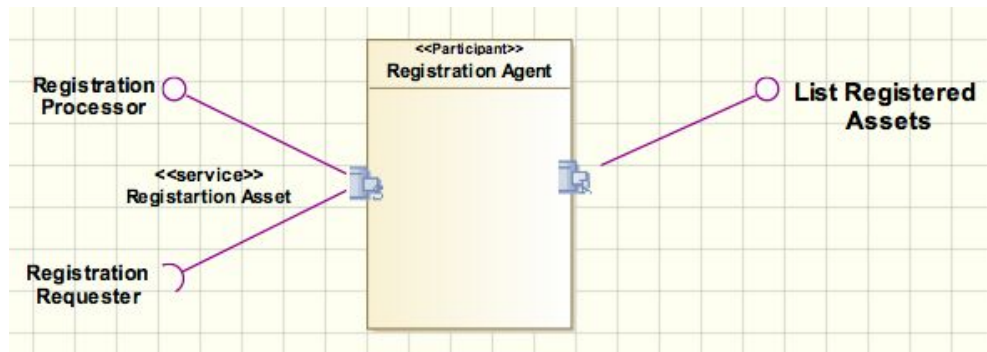 <<Participant>>
Registration Agent
Registration
Processor
List Registered
Assets
<<service>>
Registartion Asset
Registration
Requester
S
R